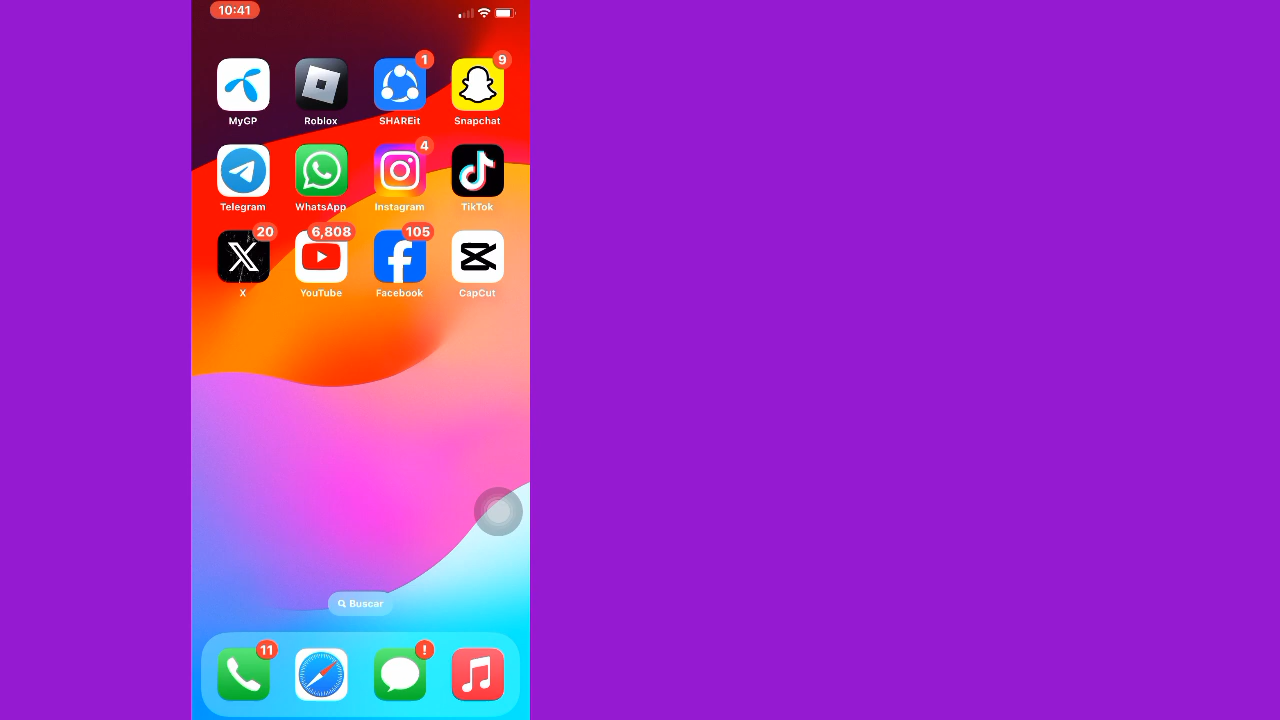 10:41
1
9
MyGP Roblox SHAREit Snapchat
4
Telegram WhatsApp Instagram TikTok
20 6,808 105
X YouTube Facebook CapCut
Buscar
11 !